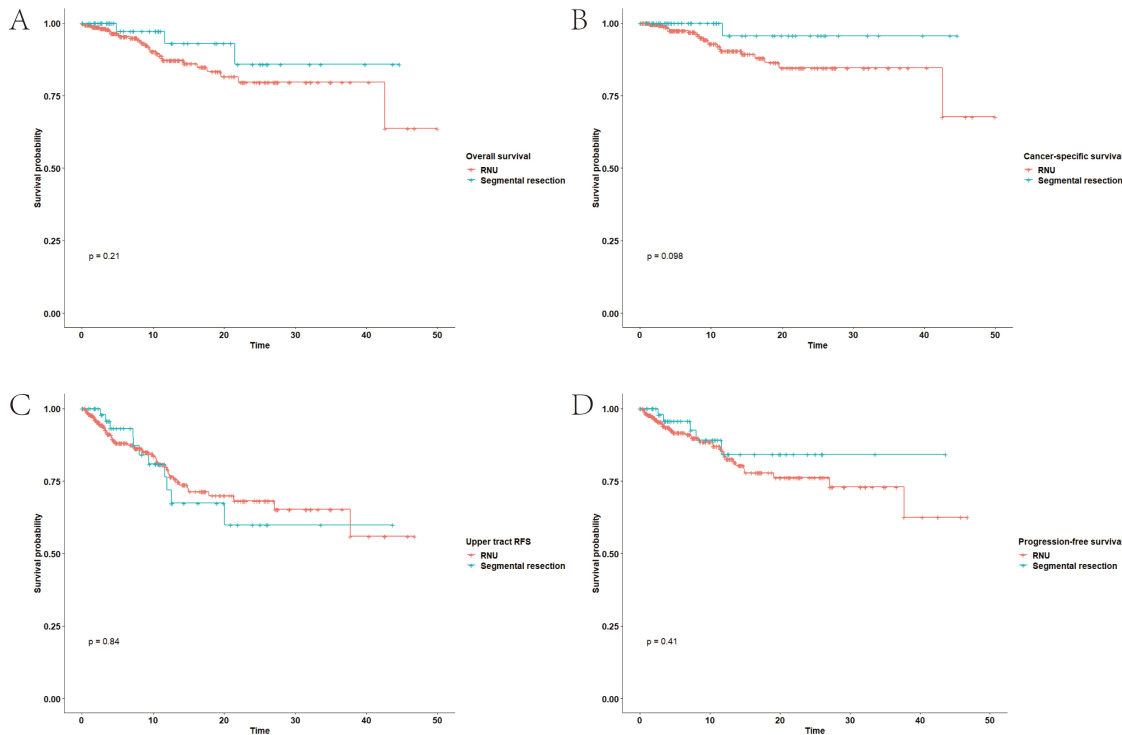 A
1.00
0.75
0.50
0.25
0.00
Survival probability
p = 0.21
0 10 20 30 40 50
Time
Overall survival
RNU
Segmental resection
B
1.00
0.75
0.50
0.25
0.00
Survival probability
p = 0.098
0 10 20 30 40 50
Time
Cancer-specific survival
RNU
Segmental resection
C
1.00
0.75
0.50
0.25
0.00
Survival probability
p = 0.84
0 10 20 30 40 50
Time
Upper tract RFS
RNU
Segmental resection
D
1.00
0.75
0.50
0.25
0.00
Survival probability
p = 0.41
0 10 20 30 40 50
Time
Progression-free survival
RNU
Segmental resection